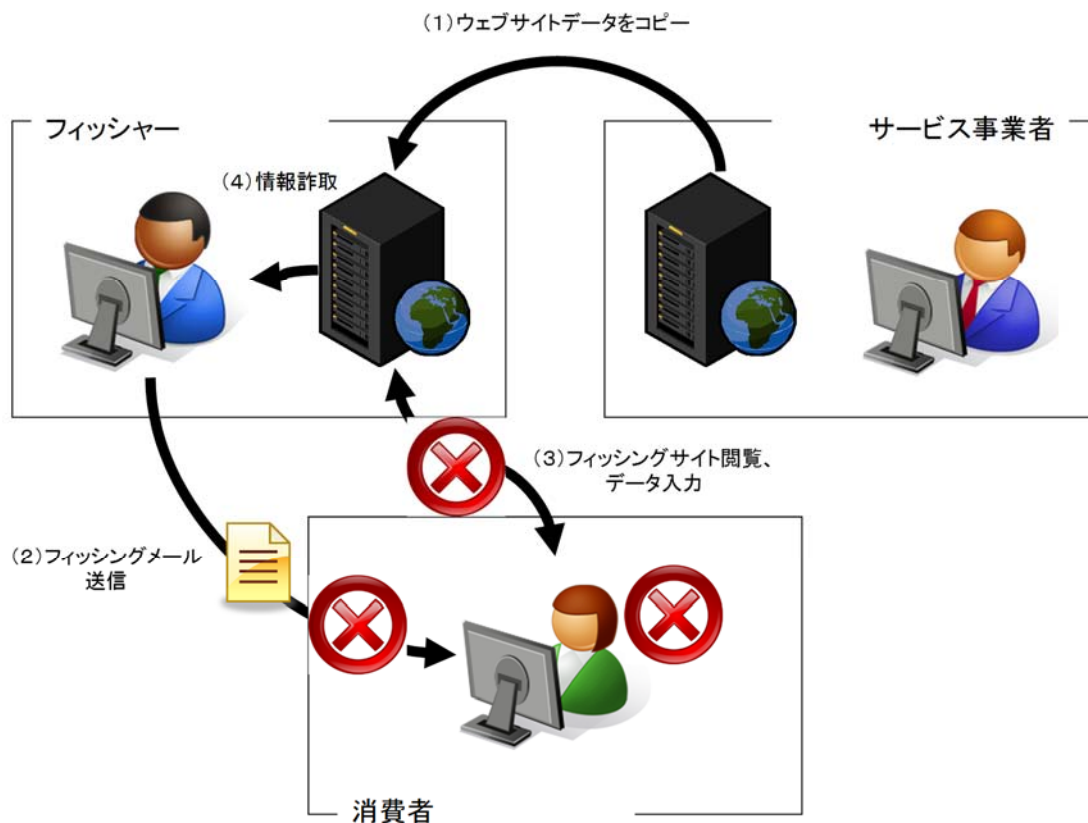 (1)ウェブサイトデータをコピー
フィッシャー
サービス事業者
(4)情報詐取
(3)フィッシングサイト閲覧、
データ入力
(2)フィッシングメール
送信
消費者